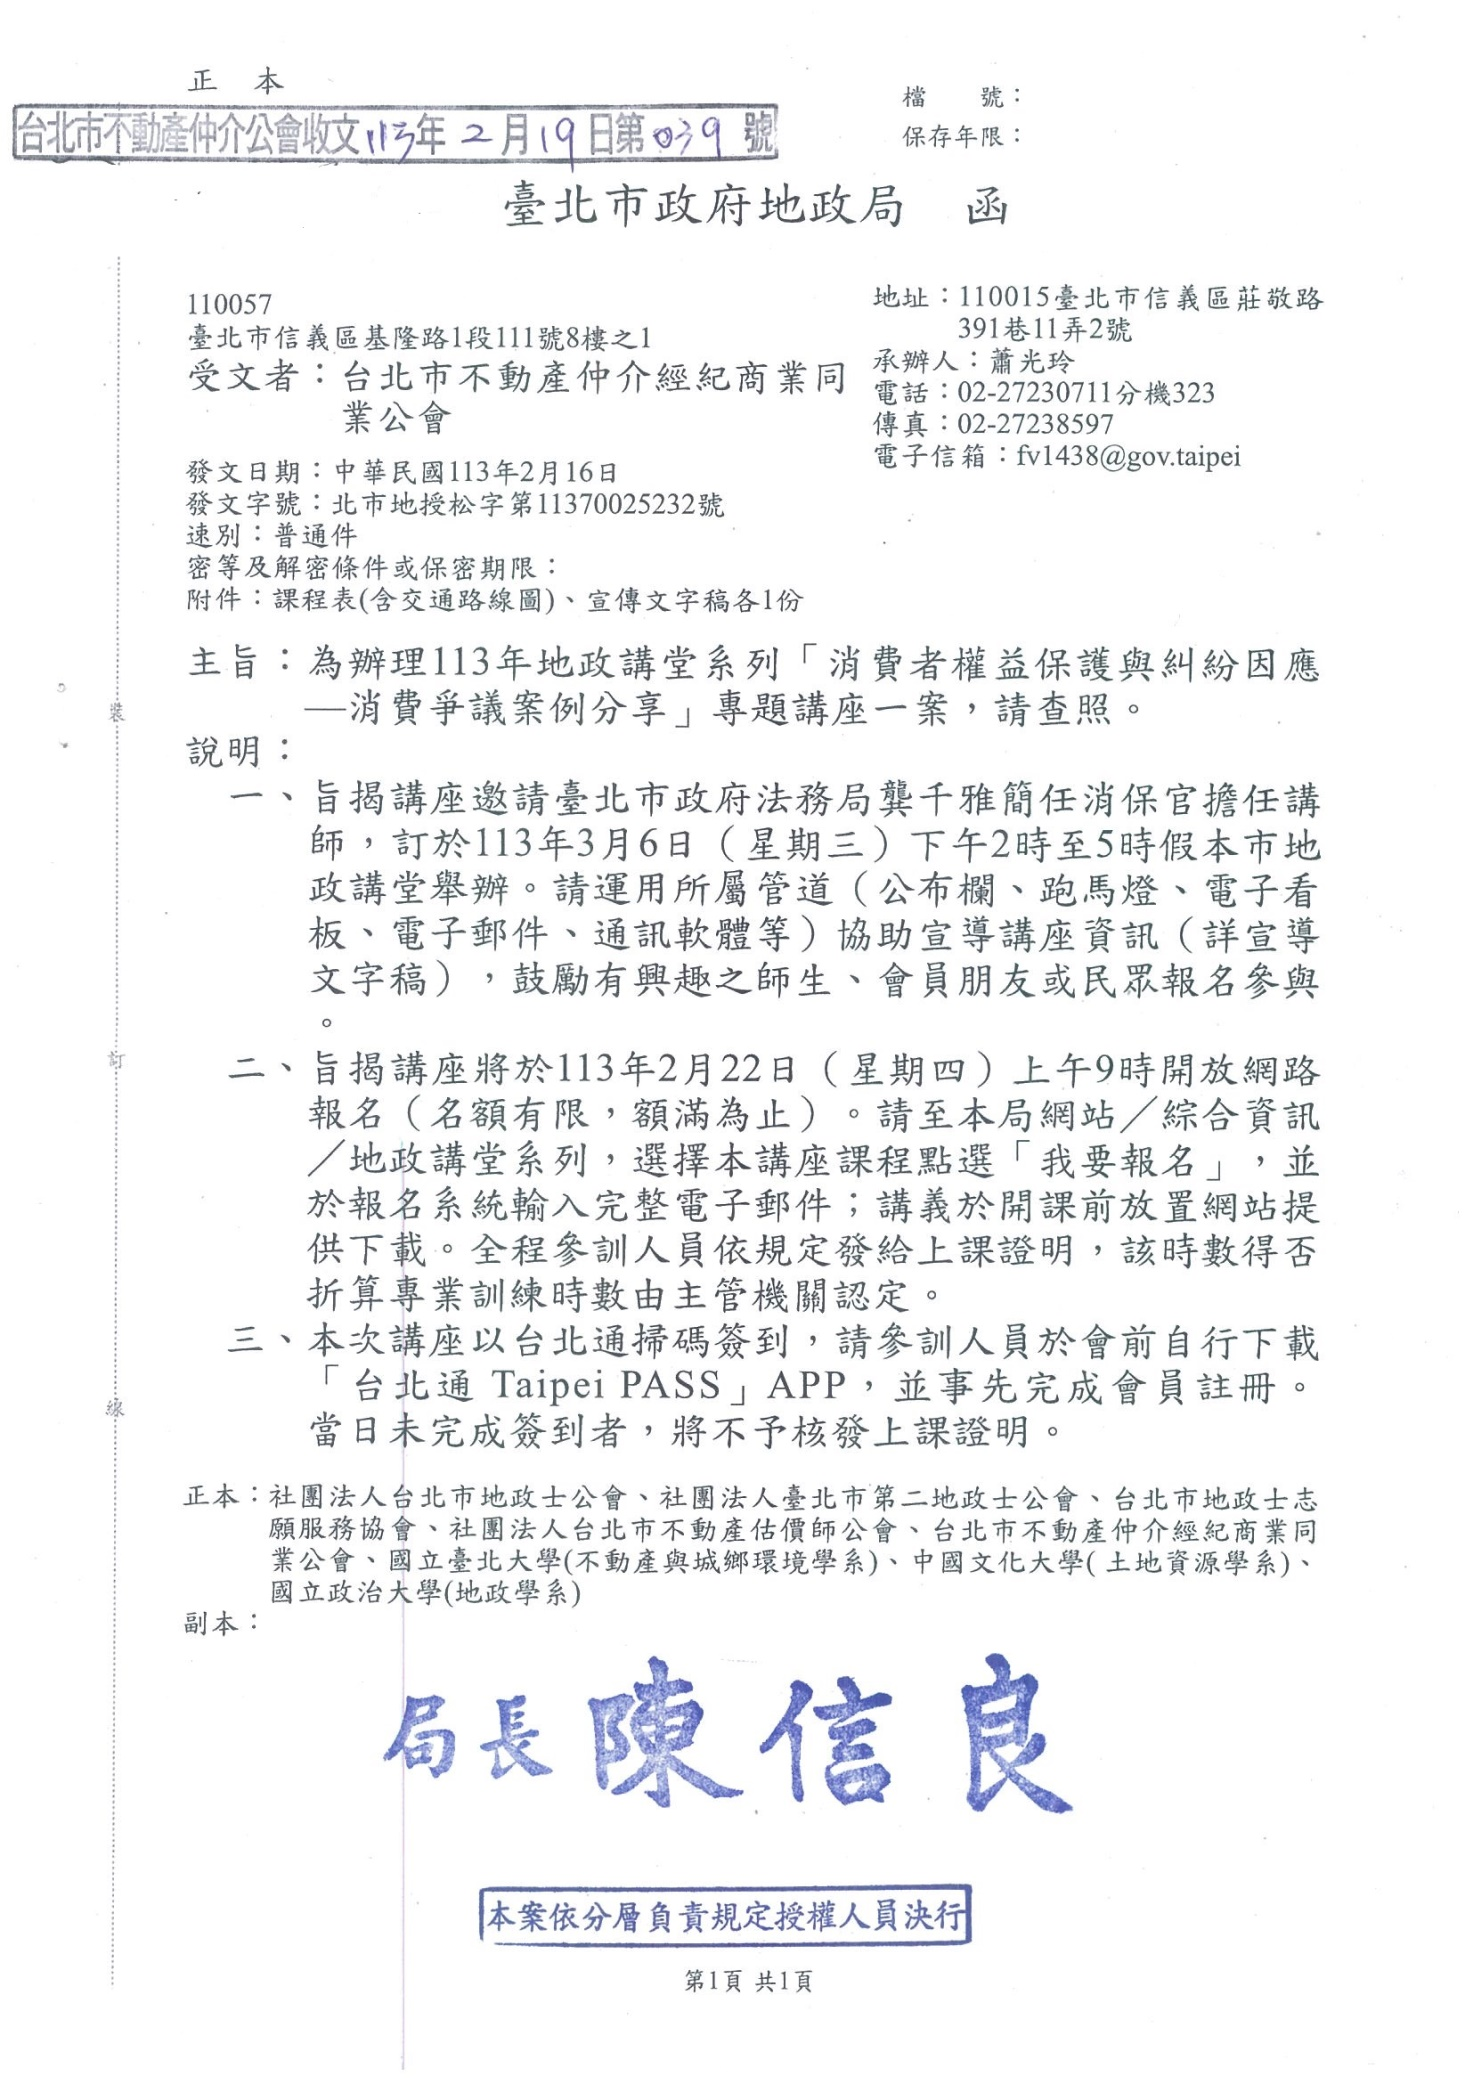 正　本
台北市不動產仲介公會收文113年2月19日第039號
檔　　號：
保存年限：
臺北市政府地政局　函
110057
臺北市信義區基隆路1段111號8樓之1
受文者：台北市不動產仲介經紀商業同
業公會
地址：110015臺北市信義區莊敬路
391巷11弄2號
承辦人：蕭光玲
電話：02-27230711分機323
傳真：02-27238597
電子信箱：fv1438@gov.taipei
發文日期：中華民國113年2月16日
發文字號：北市地授松字第11370025232號
速別：普通件
密等及解密條件或保密期限：
附件：課程表(含交通路線圖)、宣傳文字稿各1份
主旨：為辦理113年地政講堂系列「消費者權益保護與糾紛因應
—消費爭議案例分享」專題講座一案，請查照。
說明：
一、旨揭講座邀請臺北市政府法務局龔千雅簡任消保官擔任講
師，訂於113年3月6日（星期三）下午2時至5時假本市地
政講堂舉辦。請運用所屬管道（公布欄、跑馬燈、電子看
板、電子郵件、通訊軟體等）協助宣導講座資訊（詳宣導
文字稿），鼓勵有興趣之師生、會員朋友或民眾報名參與
。
二、旨揭講座將於113年2月22日（星期四）上午9時開放網路
報名（名額有限，額滿為止）。請至本局網站／綜合資訊
／地政講堂系列，選擇本講座課程點選「我要報名」，並
於報名系統輸入完整電子郵件；講義於開課前放置網站提
供下載。全程參訓人員依規定發給上課證明，該時數得否
折算專業訓練時數由主管機關認定。
三、本次講座以台北通掃碼簽到，請參訓人員於會前自行下載
「台北通 Taipei PASS」APP，並事先完成會員註冊。
當日未完成簽到者，將不予核發上課證明。
裝
訂
線
正本：社團法人台北市地政士公會、社團法人臺北市第二地政士公會、台北市地政士志
願服務協會、社團法人台北市不動產估價師公會、台北市不動產仲介經紀商業同
業公會、國立臺北大學(不動產與城鄉環境學系)、中國文化大學( 土地資源學系)、
國立政治大學(地政學系)
副本：
局長 陳信良
本案依分層負責規定授權人員決行
第1頁 共1頁